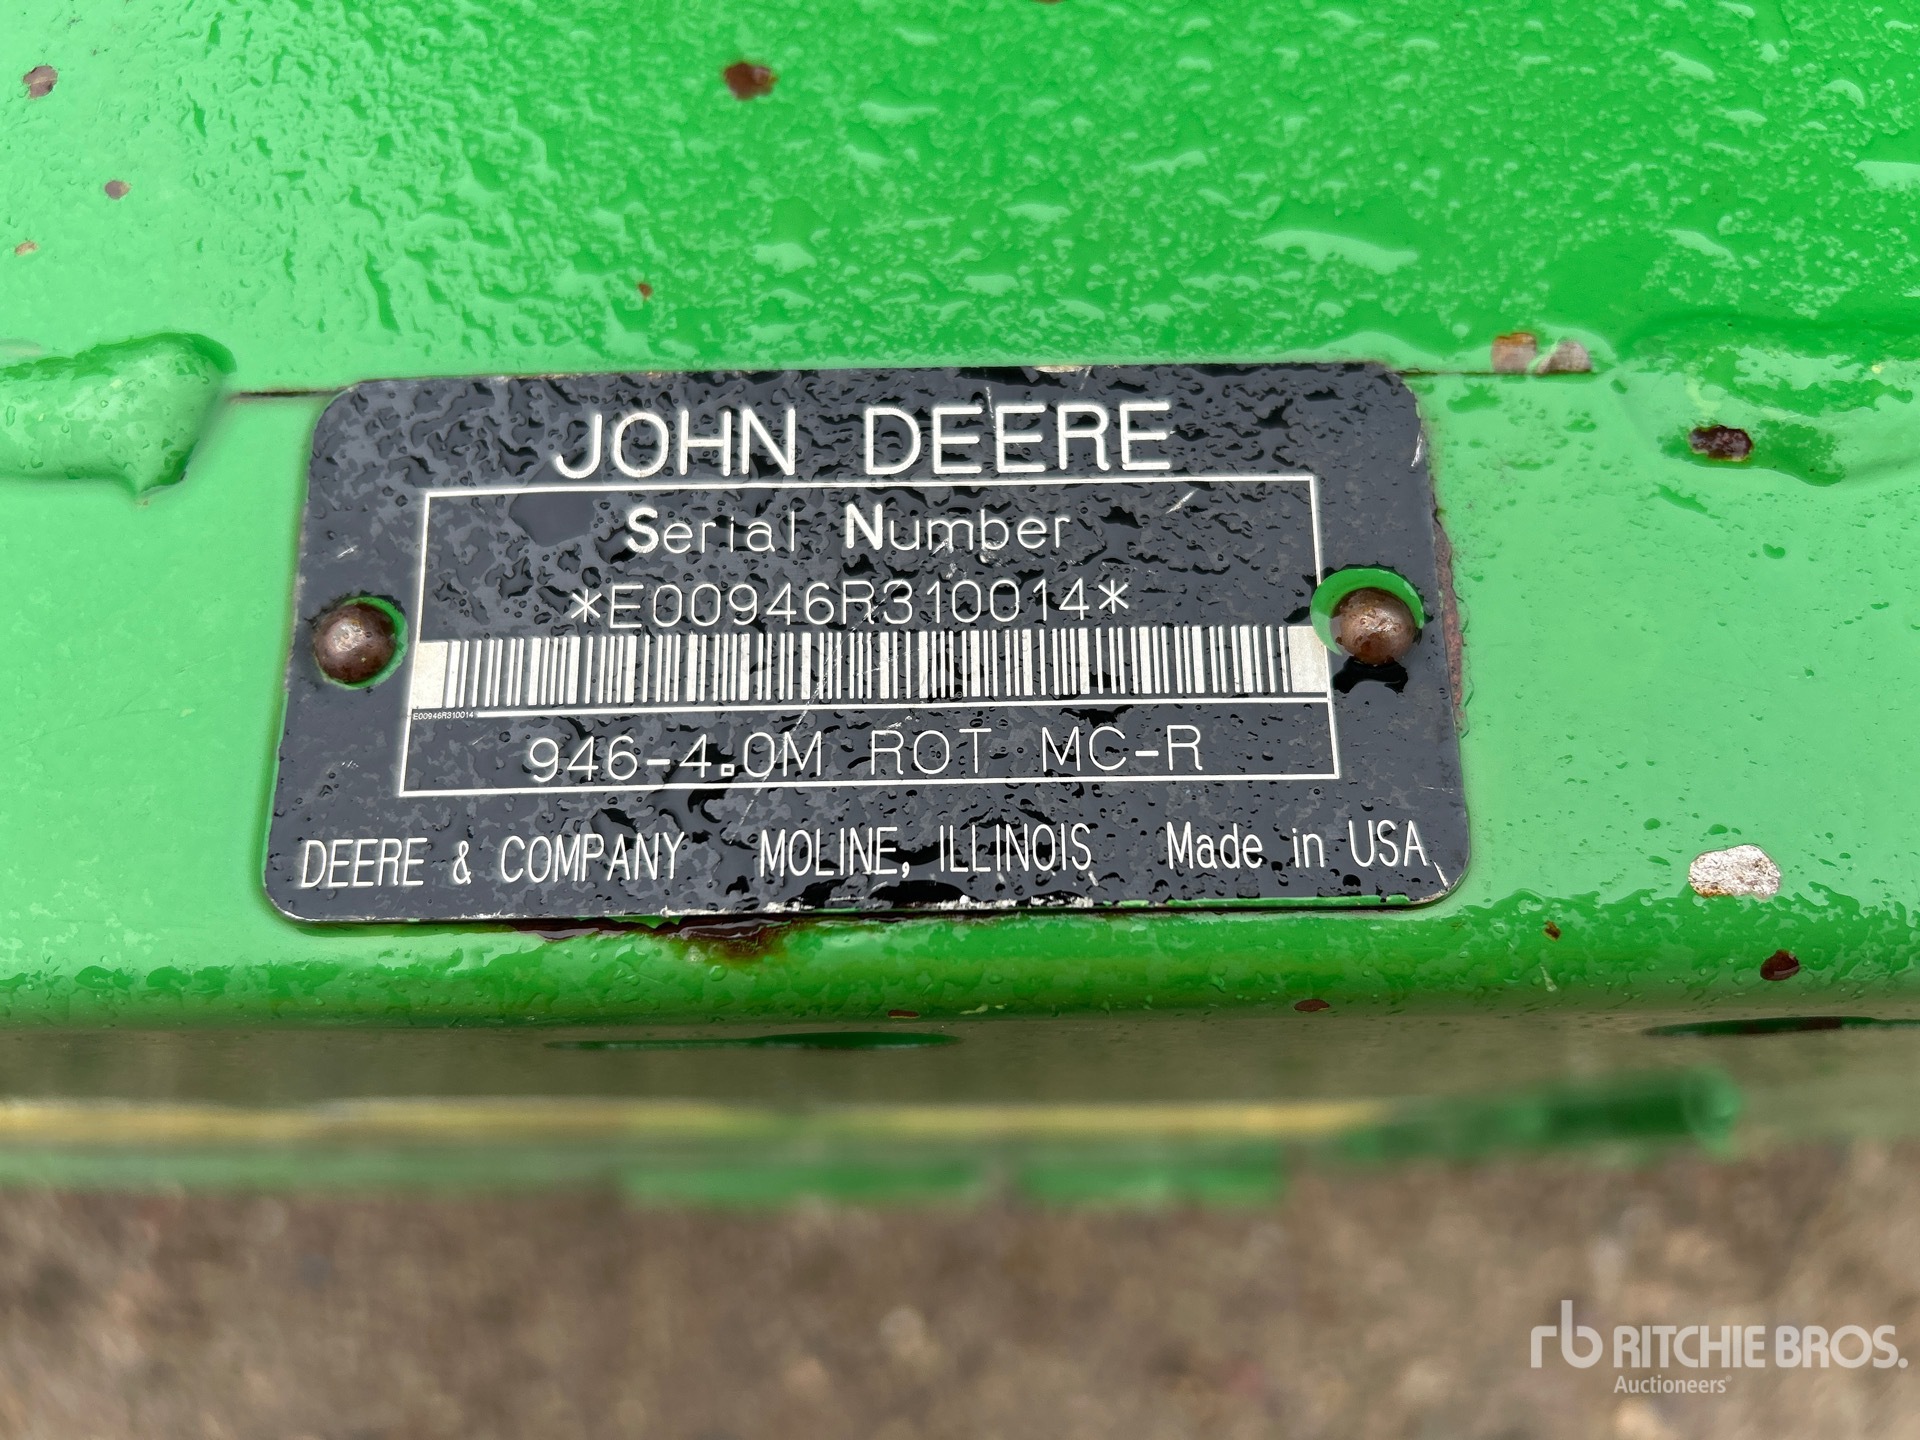 JOHN DEERE
Serial Number
*E00946R310014*
E00946R310014
946-4.0M ROT MC-R
DEERE & COMPANY MOLINE, ILLINOIS Made in USA
rb RITCHIE BROS.
Auctioneers